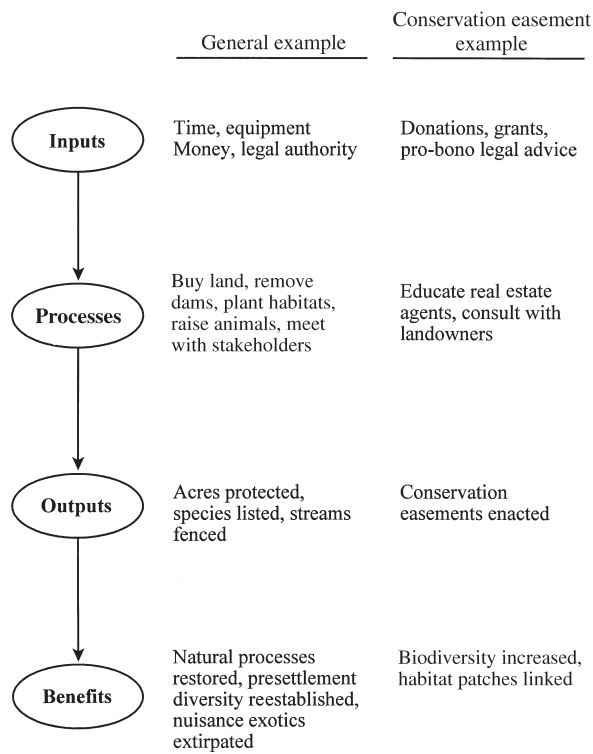 General example
Conservation easement
example
Inputs
Time, equipment
Money, legal authority
Donations, grants,
pro-bono legal advice
Processes
Buy land, remove
dams, plant habitats,
raise animals, meet
with stakeholders
Educate real estate
agents, consult with
landowners
Outputs
Acres protected,
species listed, streams
fenced
Conservation
easements enacted
Benefits
Natural processes
restored, presettlement
diversity reestablished,
nuisance exotics
extirpated
Biodiversity increased,
habitat patches linked